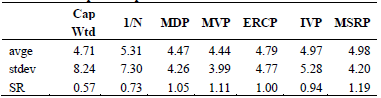 Cap Wtd 1/N MDP MVP ERCP IVP MSRP
avge 4.71 5.31 4.47 4.44 4.79 4.97 4.98
stdev 8.24 7.30 4.26 3.99 4.77 5.28 4.20
SR 0.57 0.73 1.05 1.11 1.00 0.94 1.19